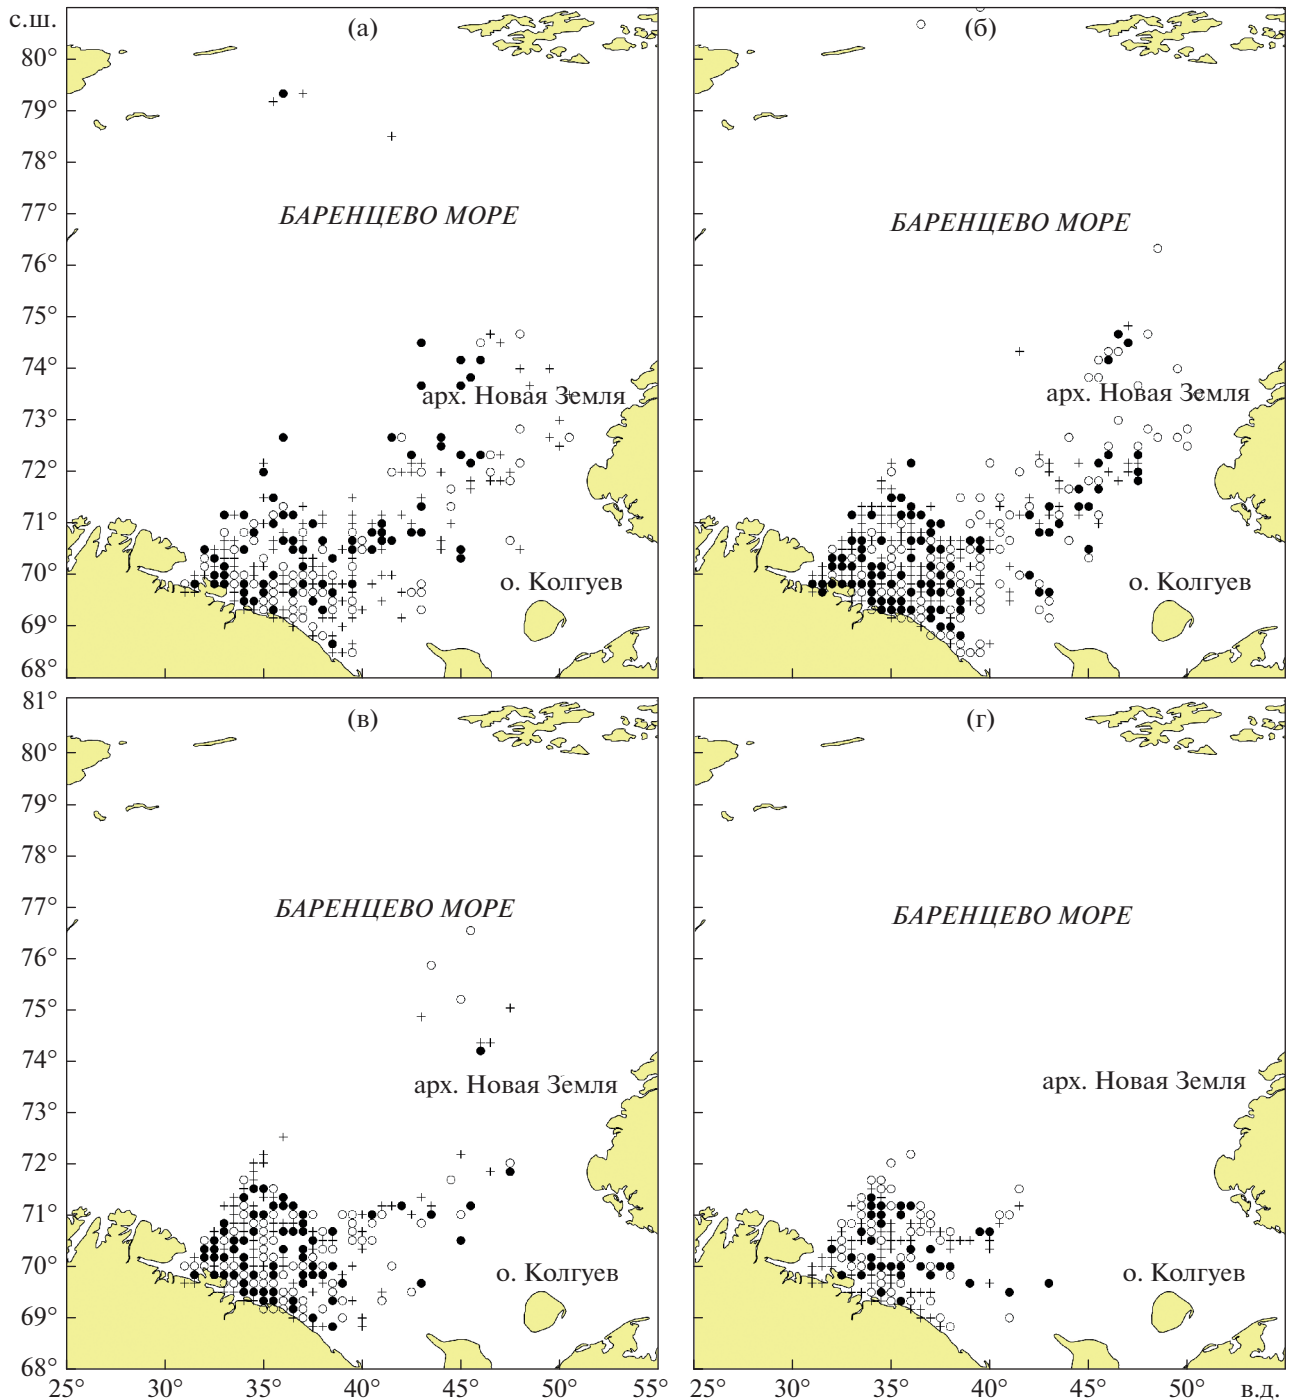 с.ш.
(а)
(б)
80°
79°
78°
77°
76°
75°
74°
73°
72°
71°
70°
69°
68°
БАРЕНЦЕВО МОРЕ
БАРЕНЦЕВО МОРЕ
арх. Новая Земля
арх. Новая Земля
о. Колгуев
о. Колгуев
81°
(в)
(г)
80°
79°
78°
77°
76°
75°
74°
73°
72°
71°
70°
69°
68°
БАРЕНЦЕВО МОРЕ
БАРЕНЦЕВО МОРЕ
арх. Новая Земля
арх. Новая Земля
о. Колгуев
о. Колгуев
25° 30° 35° 40° 45° 50° 55° 25° 30° 35° 40° 45° 50° в.д.